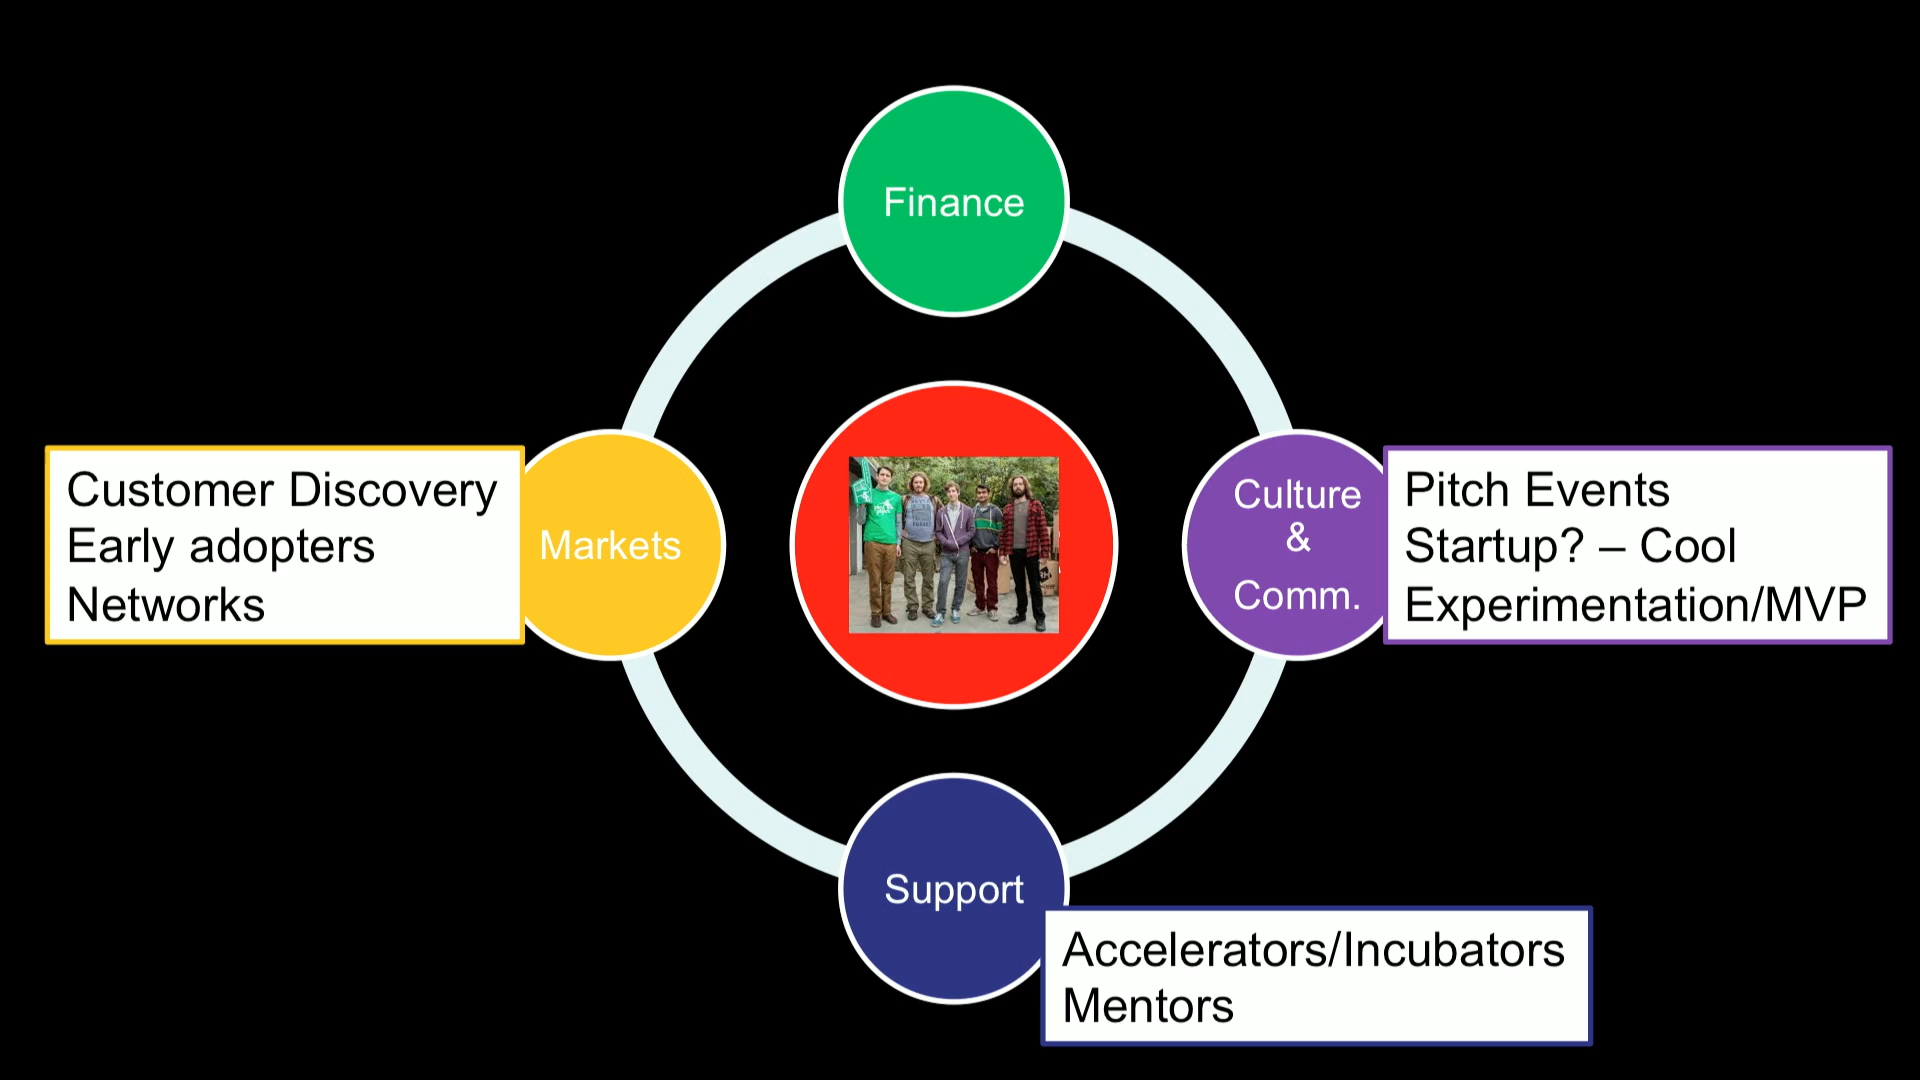 Finance
Customer Discovery
Early adopters
Networks
Markets
Culture
&
Comm.
Pitch Events
Startup? – Cool
Experimentation/MVP
Support
Accelerators/Incubators
Mentors